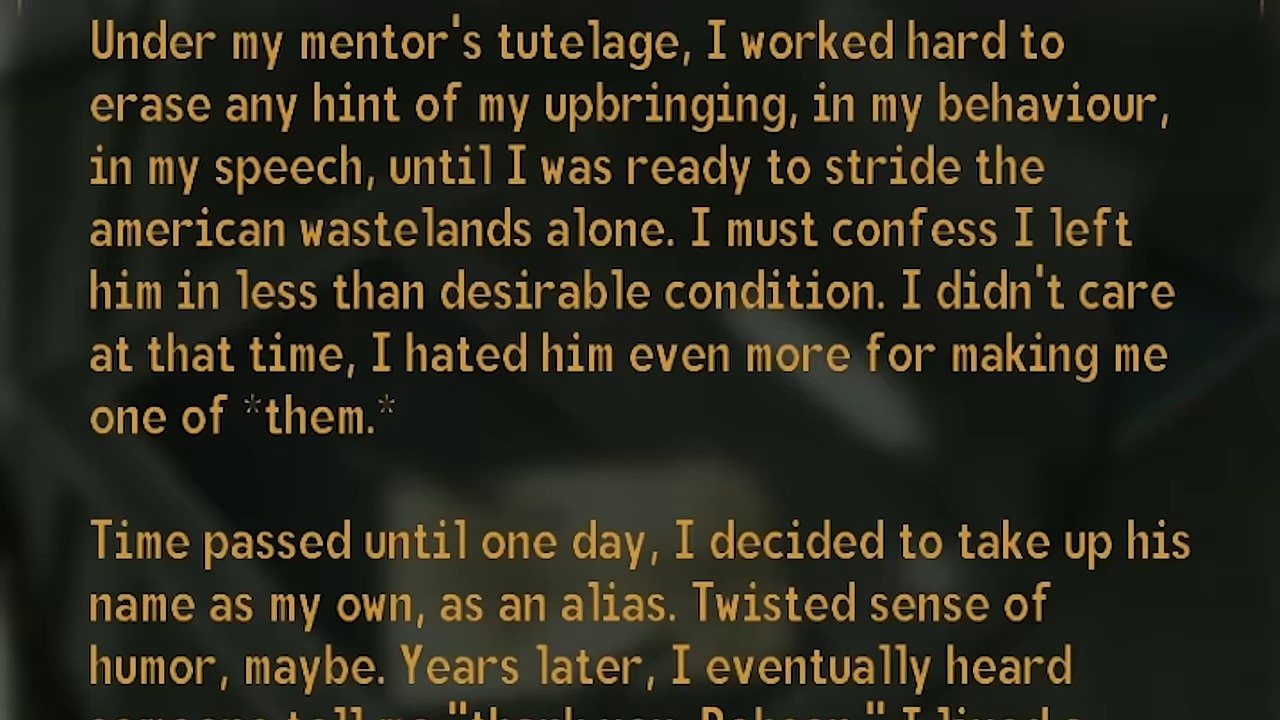 Under my mentor's tutelage, I worked hard to
erase any hint of my upbringing, in my behaviour,
in my speech, until I was ready to stride the
american wastelands alone. I must confess I left
him in less than desirable condition. I didn't care
at that time, I hated him even more for making me
one of *them.*
Time passed until one day, I decided to take up his
name as my own, as an alias. Twisted sense of
humor, maybe. Years later, I eventually heard